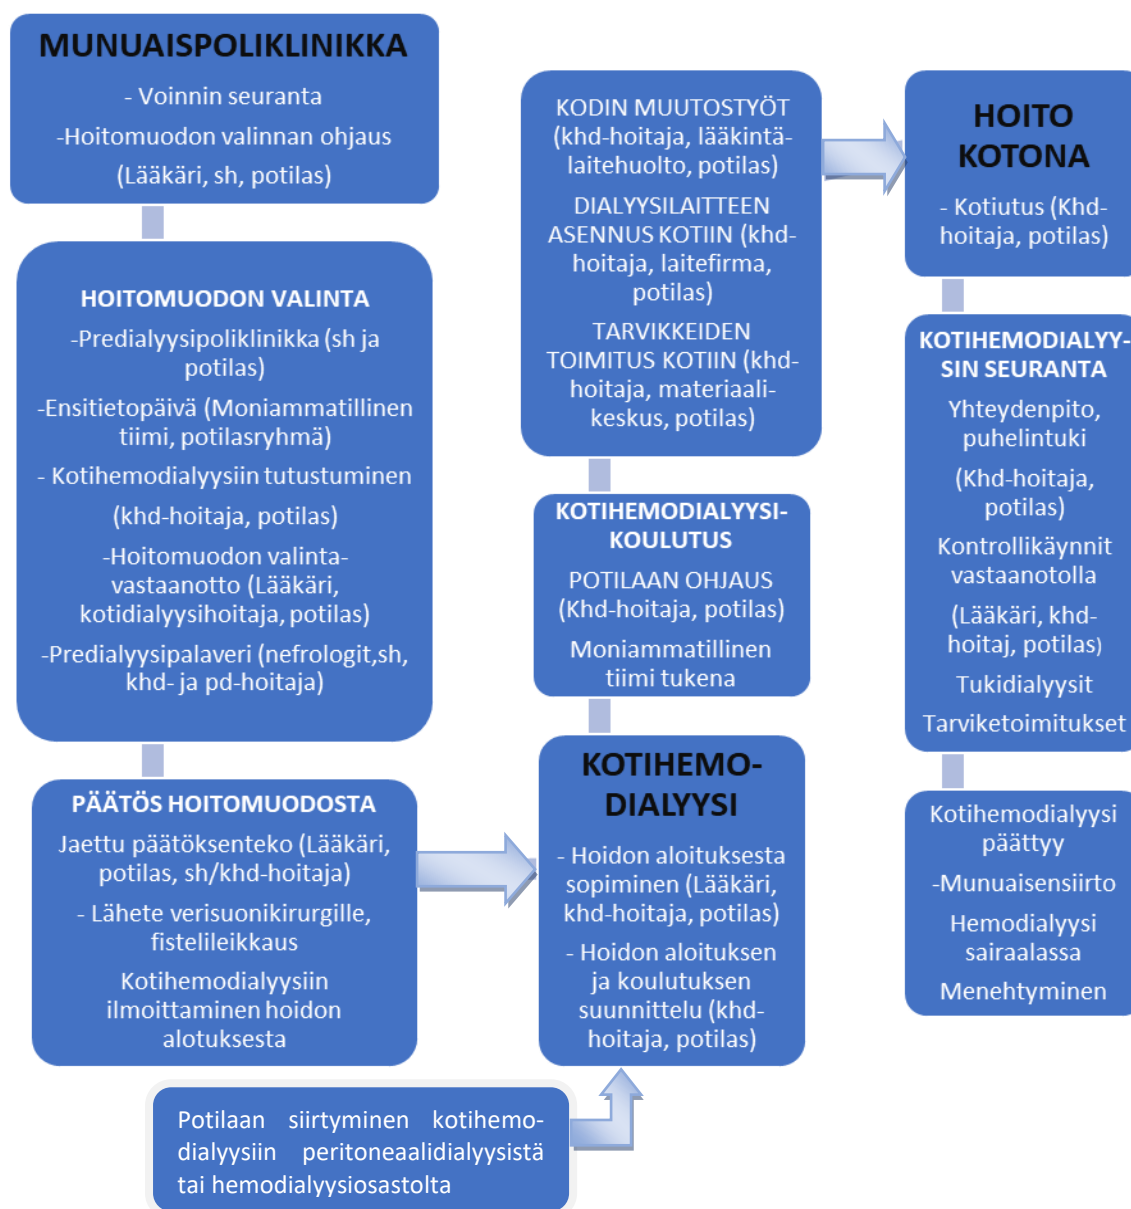 MUNUAISPOLIKLINIKKA
- Voinnin seuranta
-Hoitomuodon valinnan ohjaus
(Lääkäri, sh, potilas)
HOITOMUODON VALINTA
-Predialyysipoliklinikka (sh ja
potilas)
-Ensitietopäivä (Moniammatillinen
tiimi, potilasryhmä)
- Kotihemodialyysiin tutustuminen
(khd-hoitaja, potilas)
-Hoitomuodon valinta-
vastaanotto (Lääkäri,
kotidialyysihoitaja, potilas)
-Predialyysipalaveri (nefrologit,sh,
khd- ja pd-hoitaja)
PÄÄTÖS HOITOMUODOSTA
Jaettu päätöksenteko (Lääkäri,
potilas, sh/khd-hoitaja)
- Lähete verisuonikirurgille,
fistelileikkaus
Kotihemodialyysiin
ilmoittaminen hoidon
alotuksesta
Potilaan siirtyminen kotihemo-
dialyysiin peritoneaalidialyysistä
tai hemodialyysiosastolta
KOTIHEMO-
DIALYYSI
- Hoidon aloituksesta
sopiminen (Lääkäri,
khd-hoitaja, potilas)
- Hoidon aloituksen
ja koulutuksen
suunnittelu (khd-
hoitaja, potilas)
KOTIHEMODIALYYSI-
KOULUTUS
POTILAAN OHJAUS
(Khd-hoitaja, potilas)
Moniammatillinen
tiimi tukena
KODIN MUUTOSTYÖT
(khd-hoitaja, lääkintä-
laitehuolto, potilas)
DIALYYSILAITTEEN
ASENNUS KOTIIN (khd-
hoitaja, laitefirma,
potilas)
TARVIKKEIDEN
TOIMITUS KOTIIN (khd-
hoitaja, materiaali-
keskus, potilas)
HOITO
KOTONA
- Kotiutus (Khd-
hoitaja, potilas)
KOTIHEMODIALYY-
SIN SEURANTA
Yhteydenpito,
puhelintuki
(Khd-hoitaja,
potilas)
Kontrollikäynnit
vastaanotolla
(Lääkäri, khd-
hoitaj, potilas)
Tukidialyysit
Tarviketoimitukset
Kotihemodialyysi
päättyy
-Munuaisensiirto
Hemodialyysi
sairaalassa
Menehtyminen